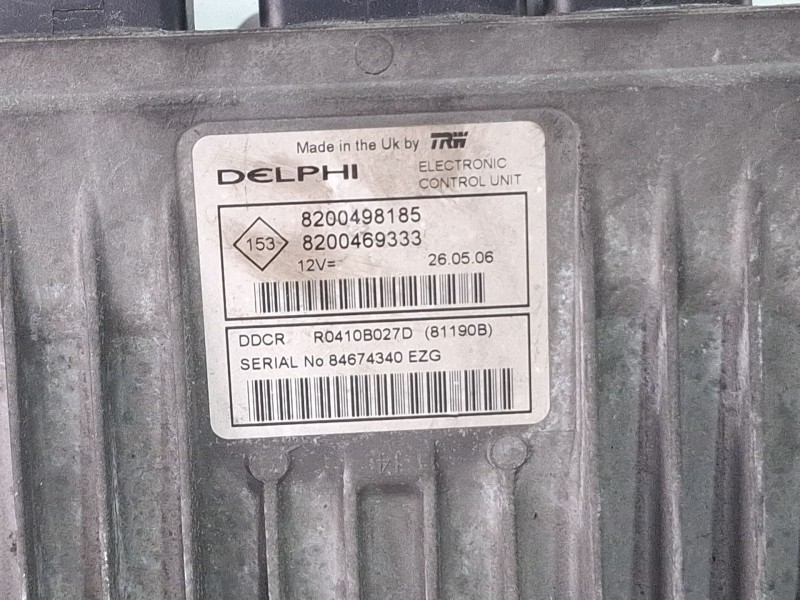 Made in the Uk by TRW
DELPHI ELECTRONIC
CONTROL UNIT
8200498185
153 8200469333
12V= 26.05.06
DDCR R0410B027D (81190B)
SERIAL No 84674340 EZG
14